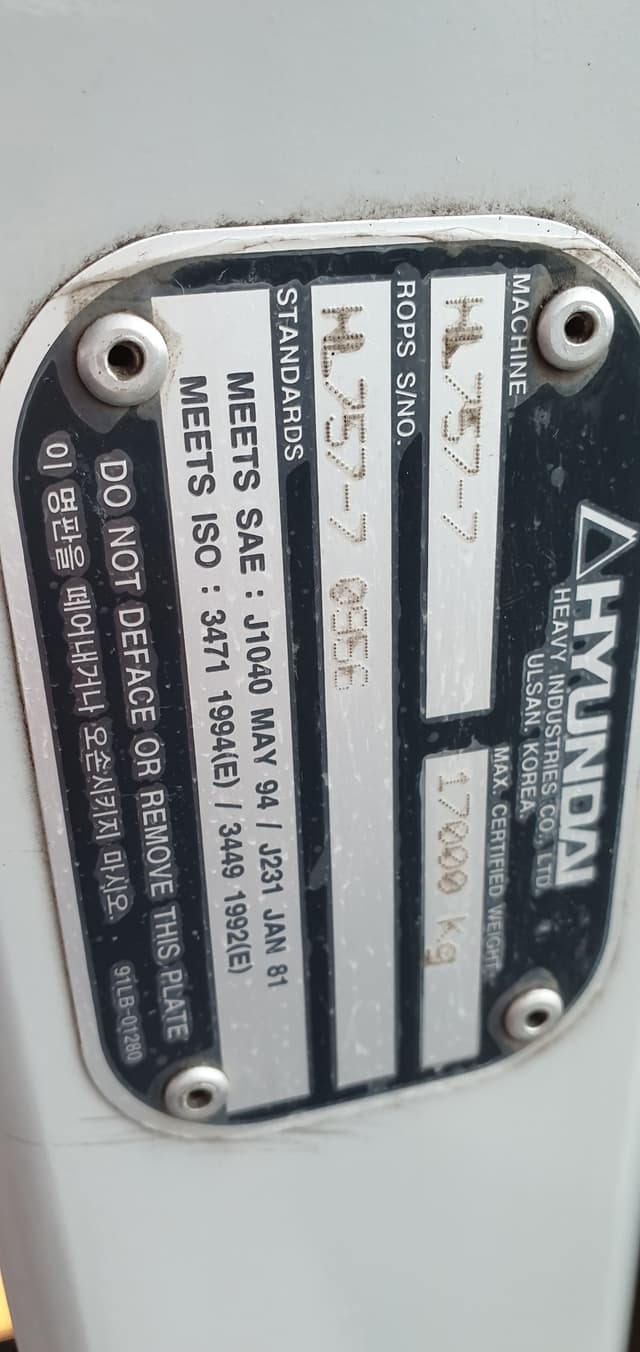 HYUNDAI
HEAVY INDUSTRIES CO., LTD.
ULSAN, KOREA.
MACHINE
MAX. CERTIFIED WEIGHT
HL757-7
17000 kg
ROPS S/NO.
HL757-7
STANDARDS
MEETS SAE : J1040 MAY 94 / J231 JAN 81
MEETS ISO : 3471 1994(E) / 3449 1992(E)
DO NOT DEFACE OR REMOVE THIS PLATE
이 명판을 떼어내거나 오손시키지 마시오.
91LB-01280